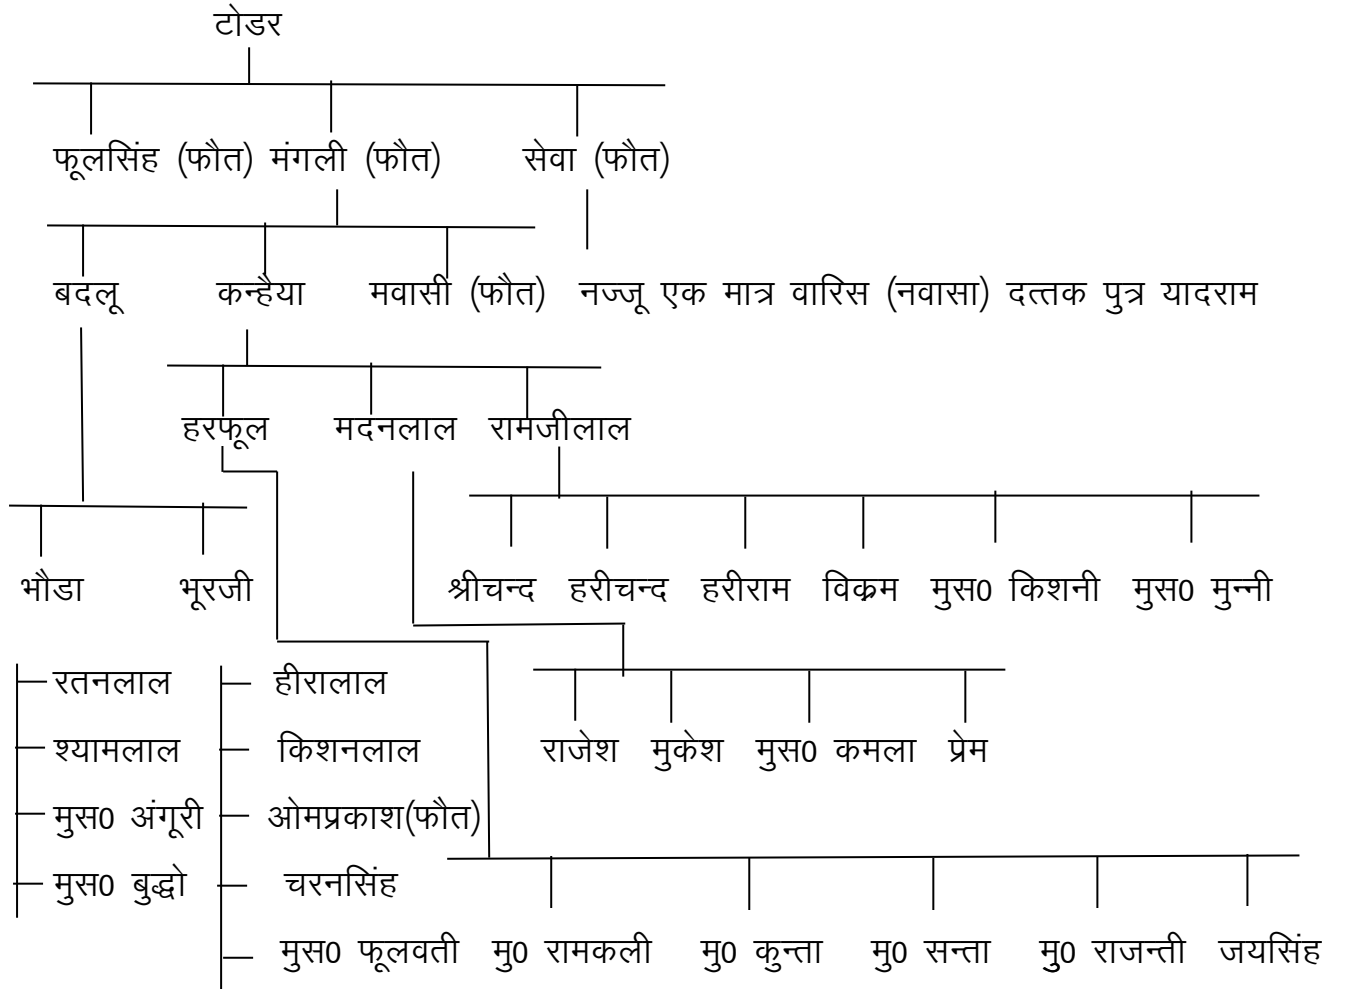 टोडर
फूलसिंह (फौत) मंगली (फौत) सेवा (फौत)
बदलू कन्हैया मवासी (फौत) नज्जू एक मात्र वारिस (नवासा) दत्तक पुत्र यादराम
हरफूल मदनलाल रामजीलाल
भौडा भूरजी श्रीचन्द हरीचन्द हरीराम विक्रम मुस0 किशनी मुस0 मुन्नी
रतनलाल हीरालाल
श्यामलाल किशनलाल राजेश मुकेश मुस0 कमला प्रेम
मुस0 अंगूरी ओमप्रकाश(फौत)
मुस0 बुद्धो चरनसिंह
मुस0 फूलवती मु0 रामकली मु0 कुन्ता मु0 सन्ता मु0 राजन्ती जयसिंह